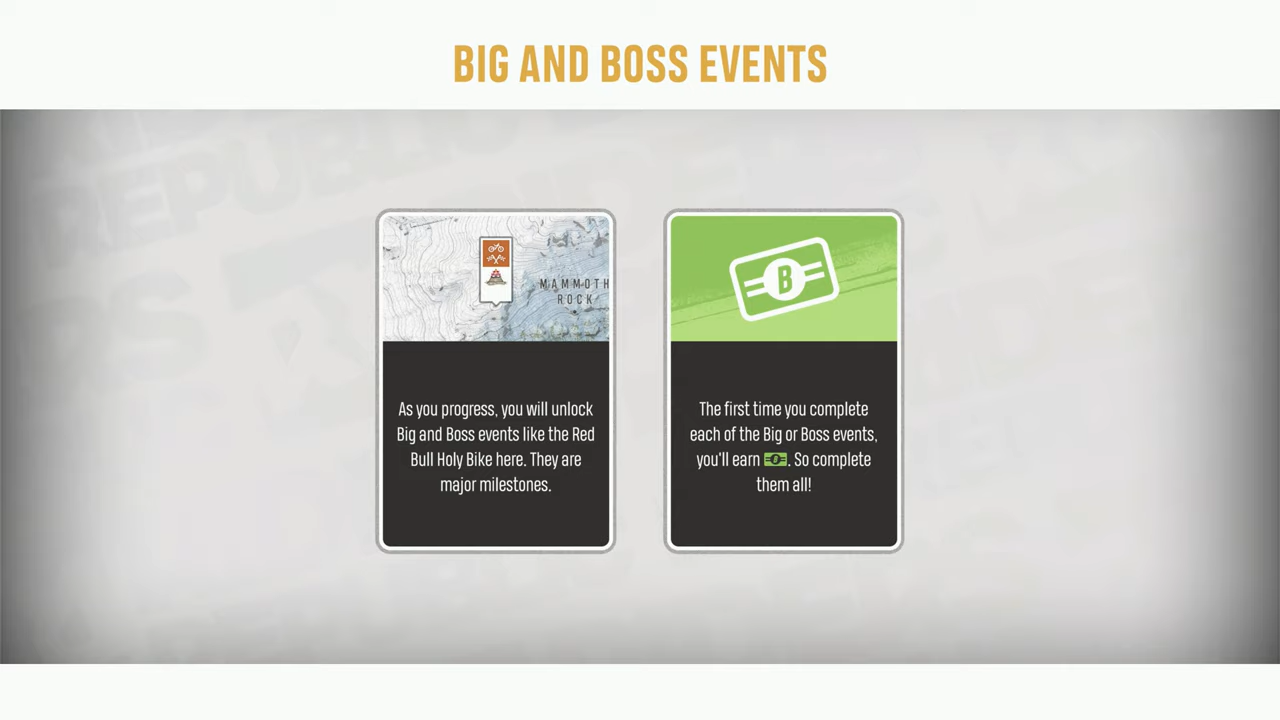 BIG AND BOSS EVENTS
REPUBLIC
MAMMOTH
ROCK
B
As you progress, you will unlock
Big and Boss events like the Red
Bull Holy Bike here. They are
major milestones.
The first time you complete
each of the Big or Boss events,
you'll earn . So complete
them all!